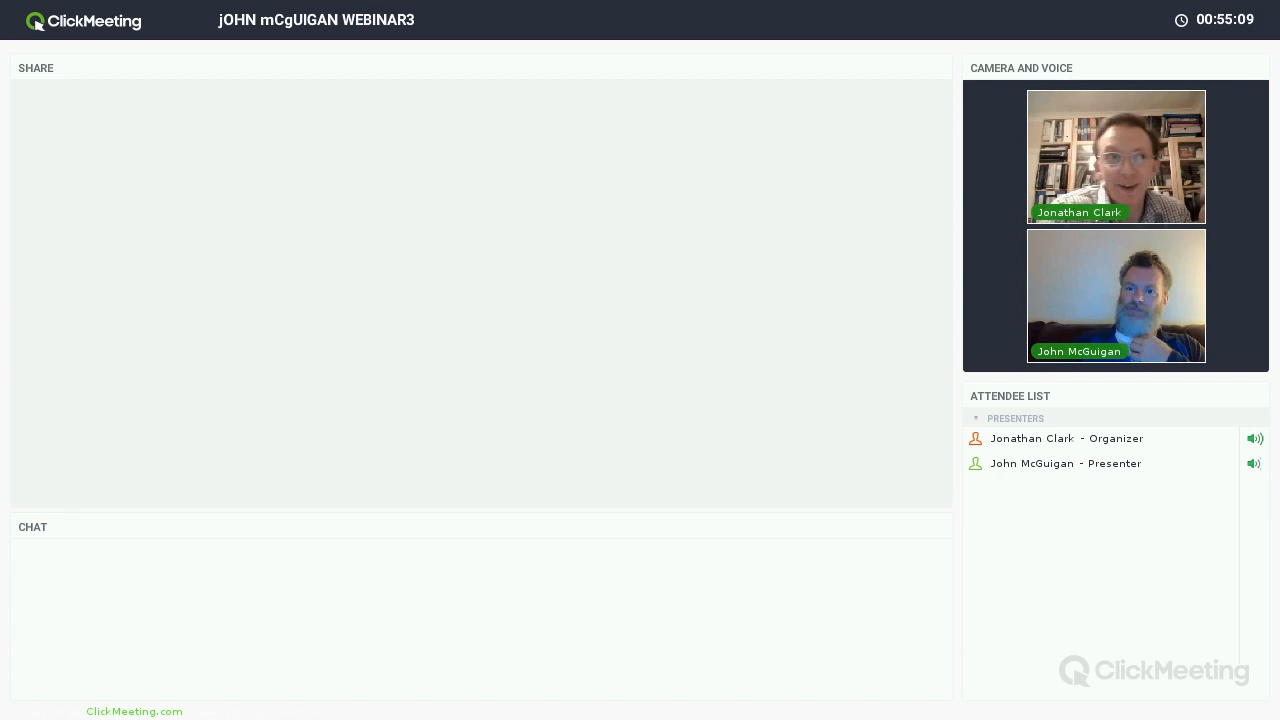 ClickMeeting
jOHN mCgUIGAN WEBINAR3
00:55:09
SHARE
CAMERA AND VOICE
Jonathan Clark
John McGuigan
ATTENDEE LIST
PRESENTERS
Jonathan Clark - Organizer
John McGuigan - Presenter
CHAT
ClickMeeting
ClickMeeting.com